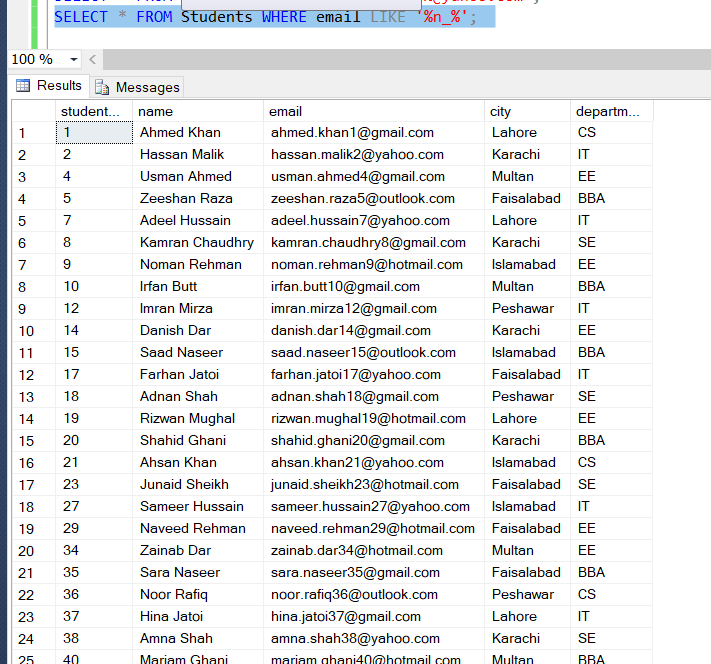 SELECT * FROM Students WHERE email LIKE '%n_%';
100 %
Results Messages
student... name email city departm...
1 1 Ahmed Khan ahmed.khan1@gmail.com Lahore CS
2 2 Hassan Malik hassan.malik2@yahoo.com Karachi IT
3 4 Usman Ahmed usman.ahmed4@gmail.com Multan EE
4 5 Zeeshan Raza zeeshan.raza5@outlook.com Faisalabad BBA
5 7 Adeel Hussain adeel.hussain7@yahoo.com Lahore IT
6 8 Kamran Chaudhry kamran.chaudhry8@gmail.com Karachi SE
7 9 Noman Rehman noman.rehman9@hotmail.com Islamabad EE
8 10 Irfan Butt irfan.butt10@gmail.com Multan BBA
9 12 Imran Mirza imran.mirza12@gmail.com Peshawar IT
10 14 Danish Dar danish.dar14@gmail.com Karachi EE
11 15 Saad Naseer saad.naseer15@outlook.com Islamabad BBA
12 17 Farhan Jatoi farhan.jatoi17@yahoo.com Faisalabad IT
13 18 Adnan Shah adnan.shah18@gmail.com Peshawar SE
14 19 Rizwan Mughal rizwan.mughal19@hotmail.com Lahore EE
15 20 Shahid Ghani shahid.ghani20@gmail.com Karachi BBA
16 21 Ahsan Khan ahsan.khan21@yahoo.com Islamabad CS
17 23 Junaid Sheikh junaid.sheikh23@hotmail.com Faisalabad SE
18 27 Sameer Hussain sameer.hussain27@yahoo.com Islamabad IT
19 29 Naveed Rehman naveed.rehman29@hotmail.com Faisalabad EE
20 34 Zainab Dar zainab.dar34@hotmail.com Multan EE
21 35 Sara Naseer sara.naseer35@gmail.com Faisalabad BBA
22 36 Noor Rafiq noor.rafiq36@outlook.com Peshawar CS
23 37 Hina Jatoi hina.jatoi37@gmail.com Lahore IT
24 38 Amna Shah amna.shah38@yahoo.com Karachi SE
25 40 Mariam Ghani mariam.ghani40@hotmail.com Multan BBA